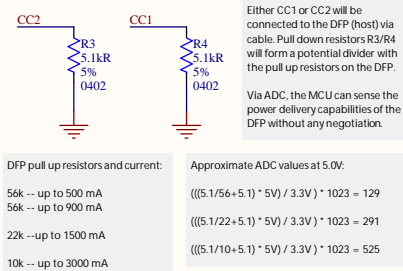 CC2
CC1
R3
5.1kR
5%
0402
R4
5.1kR
5%
0402
Either CC1 or CC2 will be
connected to the DFP (host) via
cable. Pull down resistors R3/R4
will form a potential divider with
the pull up resistors on the DFP.
Via ADC, the MCU can sense the
power delivery capabilities of the
DFP without any negotiation.
DFP pull up resistors and current:
56k -- up to 500 mA
56k -- up to 900 mA
22k --up to 1500 mA
10k -- up to 3000 mA
Approximate ADC values at 5.0V:
(((5.1/56+5.1) * 5V) / 3.3V ) * 1023 = 129
(((5.1/22+5.1) * 5V) / 3.3V ) * 1023 = 291
(((5.1/10+5.1) * 5V) / 3.3V ) * 1023 = 525